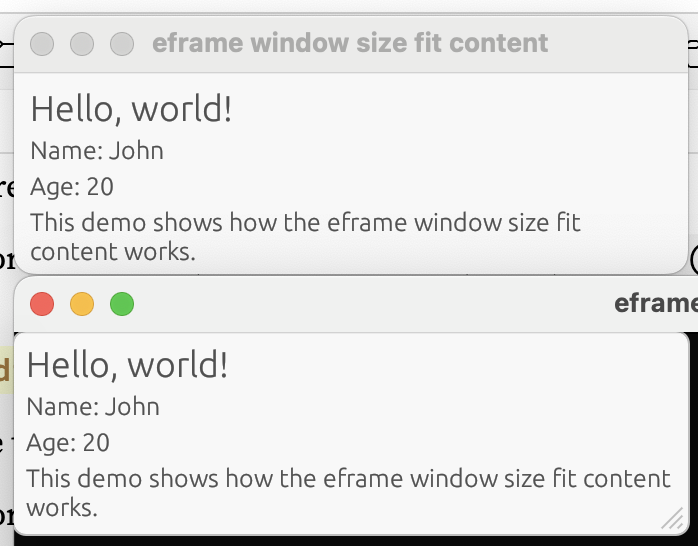 eframe window size fit content
Hello, world!
Name: John
Age: 20
This demo shows how the eframe window size fit
content works.
eframe
Hello, world!
Name: John
Age: 20
This demo shows how the eframe window size fit content
works.